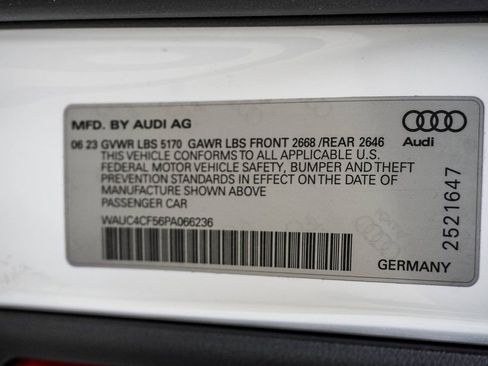 MFD. BY AUDI AG
06 23 GVWR LBS 5170 GAWR LBS FRONT 2668 /REAR 2646
THIS VEHICLE CONFORMS TO ALL APPLICABLE U.S.
FEDERAL MOTOR VEHICLE SAFETY, BUMPER AND THEFT
PREVENTION STANDARDS IN EFFECT ON THE DATE OF
MANUFACTURE SHOWN ABOVE
PASSENGER CAR
WAUC4CF56PA066236
Audi
2521647
GERMANY